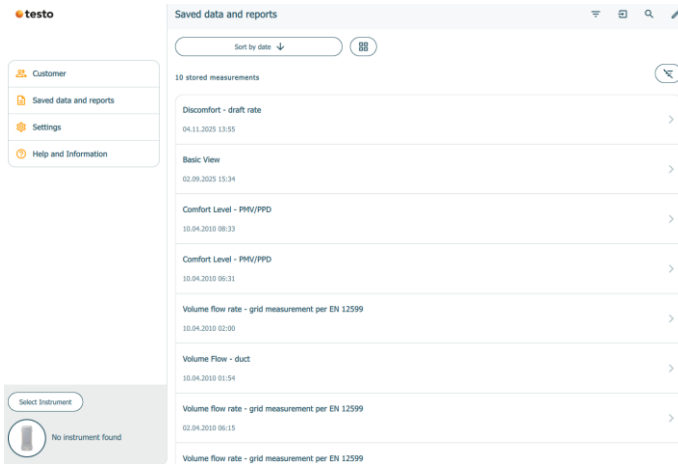 testo
Customer
Saved data and reports
Settings
Help and Information
Select Instrument
No instrument found
Saved data and reports
Sort by date
10 stored measurements
Discomfort - draft rate
04.11.2025 13:55
Basic View
02.09.2025 15:34
Comfort Level - PMV/PPD
10.04.2010 08:33
Comfort Level - PMV/PPD
10.04.2010 06:31
Volume flow rate - grid measurement per EN 12599
10.04.2010 02:00
Volume Flow - duct
10.04.2010 01:54
Volume flow rate - grid measurement per EN 12599
02.04.2010 06:15
Volume flow rate - grid measurement per EN 12599